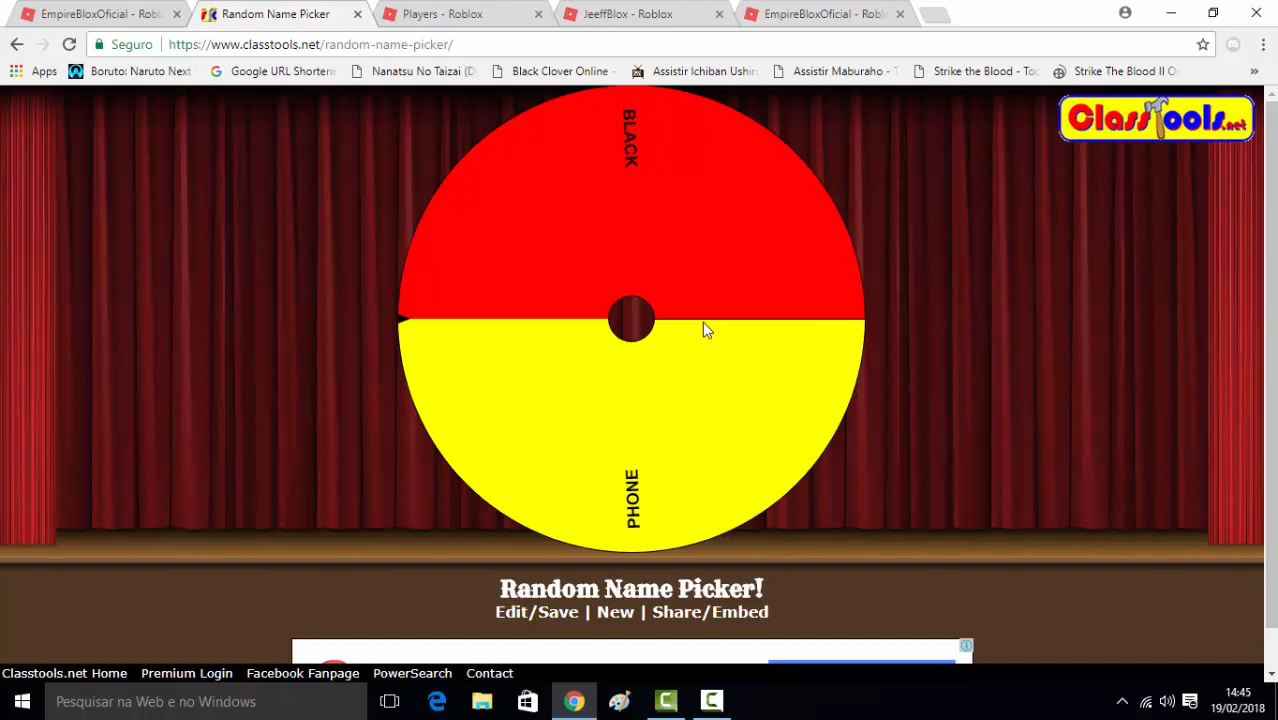 EmpireBloxOficial - Robl
Random Name Picker
Players - Roblox
JeeffBlox - Roblox
EmpireBloxOficial - Robl
Seguro
https://www.classtools.net/random-name-picker/
Apps
Boruto: Naruto Next
Google URL Shortene
Nanatsu No Taizai (D
Black Clover Online -
Assistir Ichiban Ushir
Assistir Maburaho - T
Strike the Blood - Tod
Strike The Blood II O
ClassTools.net
BLACK
PHONE
Random Name Picker!
Edit/Save | New | Share/Embed
Classtools.net Home Premium Login Facebook Fanpage PowerSearch Contact
Pesquisar na Web e no Windows
14:45
19/02/2018